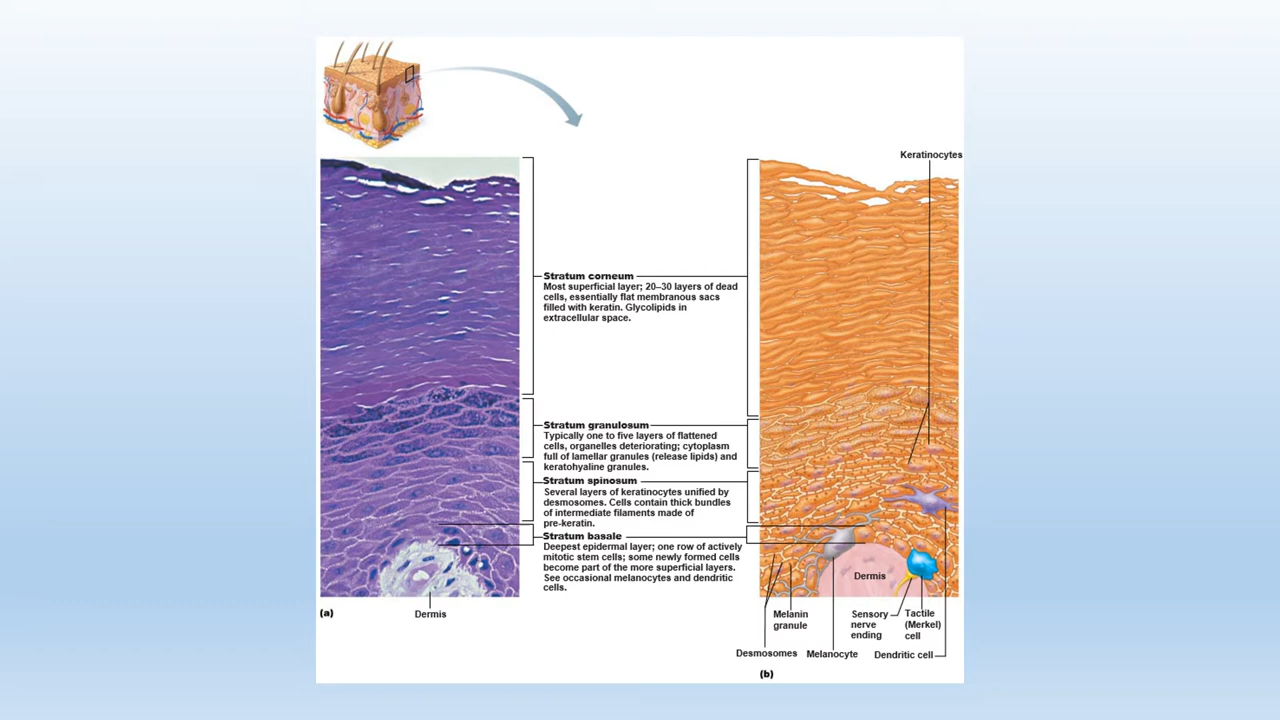 Keratinocytes
Stratum corneum
Most superficial layer; 20–30 layers of dead
cells, essentially flat membranous sacs
filled with keratin. Glycolipids in
extracellular space.
Stratum granulosum
Typically one to five layers of flattened
cells, organelles deteriorating; cytoplasm
full of lamellar granules (release lipids) and
keratohyaline granules.
Stratum spinosum
Several layers of keratinocytes unified by
desmosomes. Cells contain thick bundles
of intermediate filaments made of
pre-keratin.
Stratum basale
Deepest epidermal layer; one row of actively
mitotic stem cells; some newly formed cells
become part of the more superficial layers.
See occasional melanocytes and dendritic
cells.
Dermis
(a)
Dermis
Melanin
granule
Sensory
nerve
ending
Tactile
(Merkel)
cell
Desmosomes
Melanocyte
Dendritic cell
(b)